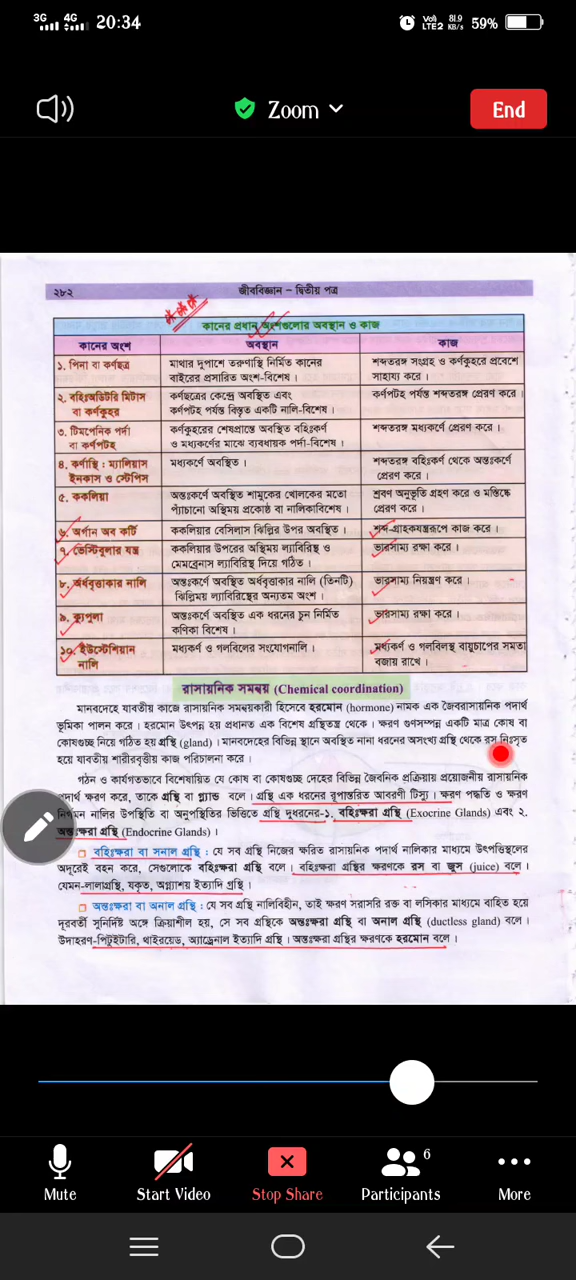 3G 4G 20:34 VoI) LTE2 81.9 KB/s 59%
Zoom
End
২৮২ জীববিজ্ঞান – দ্বিতীয় পত্র
কানের প্রধান অংশগুলোর অবস্থান ও কাজ
কানের অংশ অবস্থান কাজ
১. পিনা বা কর্ণছত্র
মাথার দুপাশে তরুণাস্থি নির্মিত কানের
বাইরের প্রসারিত অংশ-বিশেষ।
শব্দতরঙ্গ সংগ্রহ ও কর্ণকুহরে প্রবেশে
সাহায্য করে।
২. বহিঃঅডিটরি মিটাস
বা কর্ণকুহর
কর্ণছত্রের কেন্দ্রে অবস্থিত এবং
কর্ণপটহ পর্যন্ত বিস্তৃত একটি নালি-বিশেষ।
কর্ণপটহ পর্যন্ত শব্দতরঙ্গ প্রেরণ করে।
৩. টিমপেনিক পর্দা
বা কর্ণপটহ
কর্ণকুহরের শেষপ্রান্তে অবস্থিত বহিঃকর্ণ
ও মধ্যকর্ণের মাঝে ব্যবধায়ক পর্দা-বিশেষ।
শব্দতরঙ্গ মধ্যকর্ণে প্রেরণ করে।
৪. কর্ণাস্থি : ম্যালিয়াস
ইনকাস ও স্টেপিস
মধ্যকর্ণে অবস্থিত।
শব্দতরঙ্গ বহিঃকর্ণ থেকে অন্তঃকর্ণে
প্রেরণ করে।
৫. ককলিয়া
অন্তঃকর্ণে অবস্থিত শামুকের খোলকের মতো
প্যাঁচানো অস্থিময় প্রকোষ্ঠ বা নালিকাবিশেষ।
শ্রবণ অনুভূতি গ্রহণ করে ও মস্তিষ্কে
প্রেরণ করে।
৬. অর্গান অব কর্টি
ককলিয়ার বেসিলাস ঝিল্লির উপর অবস্থিত।
শব্দ-গ্রাহকযন্ত্ররূপে কাজ করে।
৭. ভেস্টিবুলার যন্ত্র
ককলিয়ার উপরের অস্থিময় ল্যাবিরিন্থ ও
মেমব্রেনাস ল্যাবিরিন্থ দিয়ে গঠিত।
ভারসাম্য রক্ষা করে।
৮. অর্ধবৃত্তাকার নালি
অন্তঃকর্ণে অবস্থিত অর্ধবৃত্তাকার নালি (তিনটি)
ঝিল্লিময় ল্যাবিরিন্থের অন্যতম অংশ।
ভারসাম্য নিয়ন্ত্রণ করে।
৯. ক্যুপুলা
অন্তঃকর্ণে অবস্থিত এক ধরনের চুন নির্মিত
কণিকা বিশেষ।
ভারসাম্য রক্ষা করে।
১০. ইউস্টেশিয়ান
নালি
মধ্যকর্ণ ও গলবিলের সংযোগনালি।
মধ্যকর্ণ ও গলবিলস্থ বায়ুচাপের সমতা
বজায় রাখে।
রাসায়নিক সমন্বয় (Chemical coordination)
মানবদেহে যাবতীয় কাজে রাসায়নিক সমন্বয়কারী হিসেবে হরমোন (hormone) নামক এক জৈবরাসায়নিক পদার্থ
ভূমিকা পালন করে। হরমোন উৎপন্ন হয় প্রধানত এক বিশেষ গ্রন্থিতন্ত্র থেকে। ক্ষরণ গুণসম্পন্ন একটি মাত্র কোষ বা
কোষগুচ্ছ নিয়ে গঠিত হয় গ্রন্থি (gland)। মানবদেহের বিভিন্ন স্থানে অবস্থিত নানা ধরনের অসংখ্য গ্রন্থি থেকে রস নিঃসৃত
হয়ে যাবতীয় শারীরবৃত্তীয় কাজ পরিচালনা করে।
গঠন ও কার্যগতভাবে বিশেষায়িত যে কোষ বা কোষগুচ্ছ দেহের বিভিন্ন জৈবনিক প্রক্রিয়ায় প্রয়োজনীয় রাসায়নিক
পদার্থ ক্ষরণ করে, তাকে গ্রন্থি বা গ্ল্যান্ড বলে। গ্রন্থি এক ধরনের রূপান্তরিত আবরণী টিস্যু। ক্ষরণ পদ্ধতি ও ক্ষরণ
নির্গমন নালির উপস্থিতি বা অনুপস্থিতির ভিত্তিতে গ্রন্থি দুধরনের-১. বহিঃক্ষরা গ্রন্থি (Exocrine Glands) এবং ২.
অন্তঃক্ষরা গ্রন্থি (Endocrine Glands)।
বহিঃক্ষরা বা সনাল গ্রন্থি : যে সব গ্রন্থি নিজের ক্ষরিত রাসায়নিক পদার্থ নালিকার মাধ্যমে উৎপত্তিস্থলের
অদূরেই বহন করে, সেগুলোকে বহিঃক্ষরা গ্রন্থি বলে। বহিঃক্ষরা গ্রন্থির ক্ষরণকে রস বা জুস (juice) বলে।
যেমন-লালাগ্রন্থি, যকৃত, অগ্ন্যাশয় ইত্যাদি গ্রন্থি।
অন্তঃক্ষরা বা অনাল গ্রন্থি : যে সব গ্রন্থি নালিবিহীন, তাই ক্ষরণ সরাসরি রক্ত বা লসিকার মাধ্যমে বাহিত হয়ে
দূরবর্তী সুনির্দিষ্ট অঙ্গে ক্রিয়াশীল হয়, সে সব গ্রন্থিকে অন্তঃক্ষরা গ্রন্থি বা অনাল গ্রন্থি (ductless gland) বলে।
উদাহরণ-পিটুইটারি, থাইরয়েড, অ্যাড্রেনাল ইত্যাদি গ্রন্থি। অন্তঃক্ষরা গ্রন্থির ক্ষরণকে হরমোন বলে।
6
Mute Start Video Stop Share Participants More